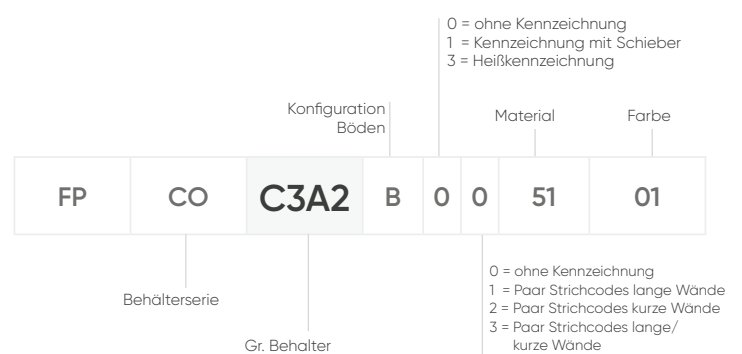 0 = ohne Kennzeichnung
1 = Kennzeichnung mit Schieber
3 = Heißkennzeichnung
Konfiguration
Böden
Material
Farbe
FP CO C3A2 B 0 0 51 01
Behälterserie
Gr. Behalter
0 = ohne Kennzeichnung
1 = Paar Strichcodes lange Wände
2 = Paar Strichcodes kurze Wände
3 = Paar Strichcodes lange/
kurze Wände